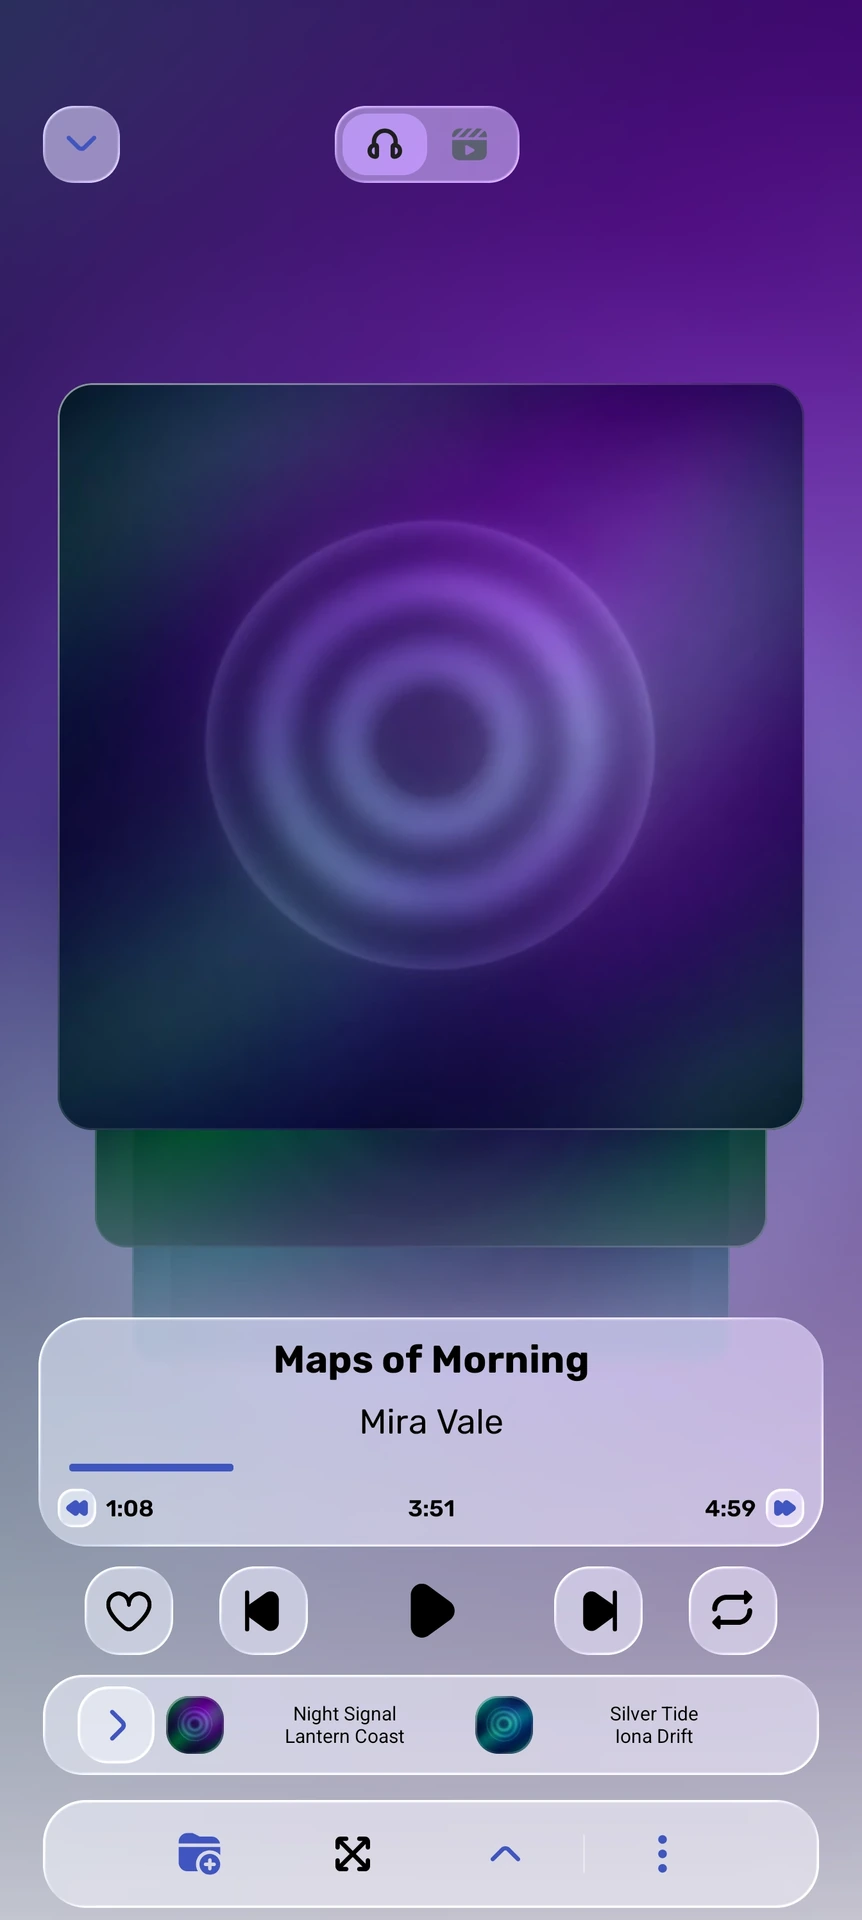 Maps of Morning
Mira Vale
1:08 3:51 4:59
Night Signal
Lantern Coast
Silver Tide
Iona Drift